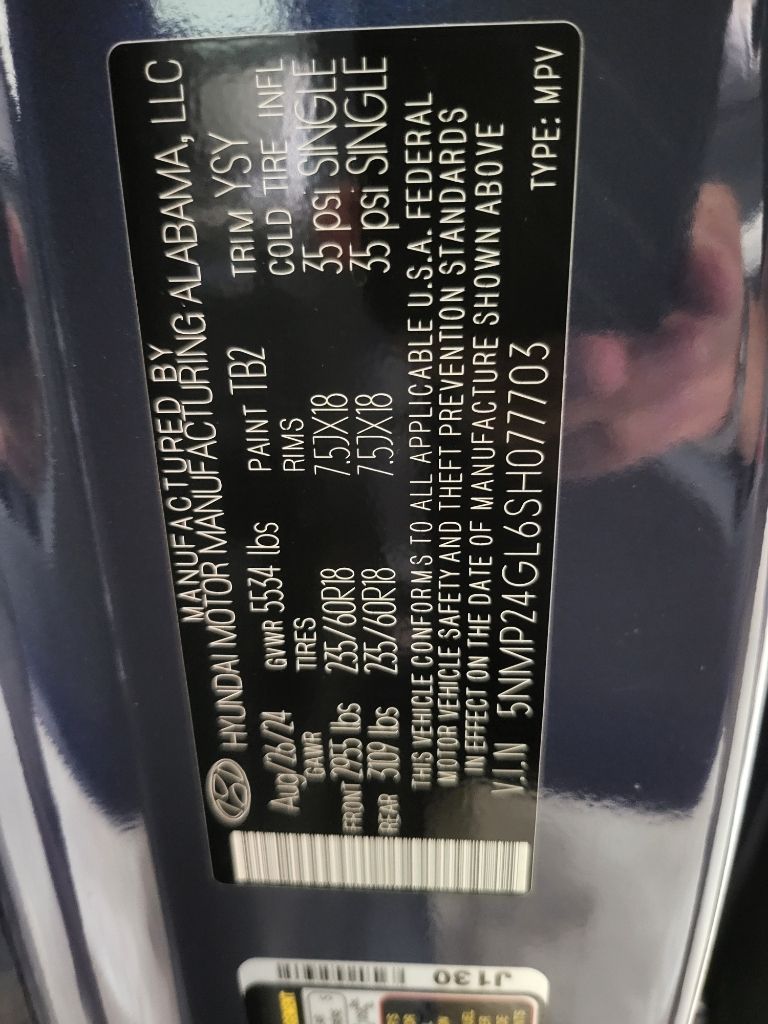 MANUFACTURED BY
HYUNDAI MOTOR MANUFACTURING ALABAMA, LLC
Aug/26/24 GVWR 5534 lbs PAINT TB2 TRIM YSY
GAWR TIRES RIMS COLD TIRE INFL
FRONT 2955 lbs 235/60R18 7.5JX18 35 psi SINGLE
REAR 3109 lbs 235/60R18 7.5JX18 35 psi SINGLE
THIS VEHICLE CONFORMS TO ALL APPLICABLE U.S.A. FEDERAL
MOTOR VEHICLE SAFETY AND THEFT PREVENTION STANDARDS
IN EFFECT ON THE DATE OF MANUFACTURE SHOWN ABOVE
V.I.N 5NMP24GL6SH077703
TYPE: MPV
J130